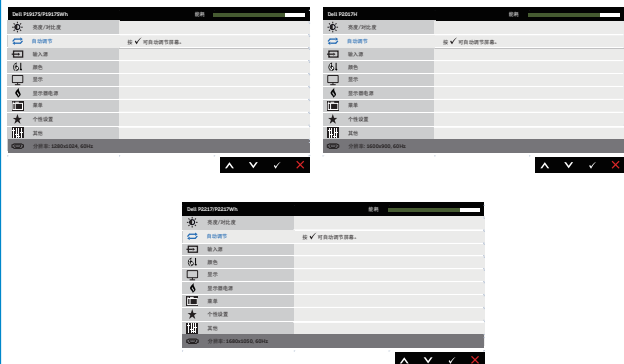 Dell P1917S/P1917SWh 能耗
亮度/对比度
自动调节 按 ✓ 可自动调节屏幕。
输入源
颜色
显示
显示器电源
菜单
个性设置
其他
分辨率: 1280x1024, 60Hz
Dell P2017H 能耗
亮度/对比度
自动调节 按 ✓ 可自动调节屏幕。
输入源
颜色
显示
显示器电源
菜单
个性设置
其他
分辨率: 1600x900, 60Hz
Dell P2217/P2217Wh 能耗
亮度/对比度
自动调节 按 ✓ 可自动调节屏幕。
输入源
颜色
显示
显示器电源
菜单
个性设置
其他
分辨率: 1680x1050, 60Hz